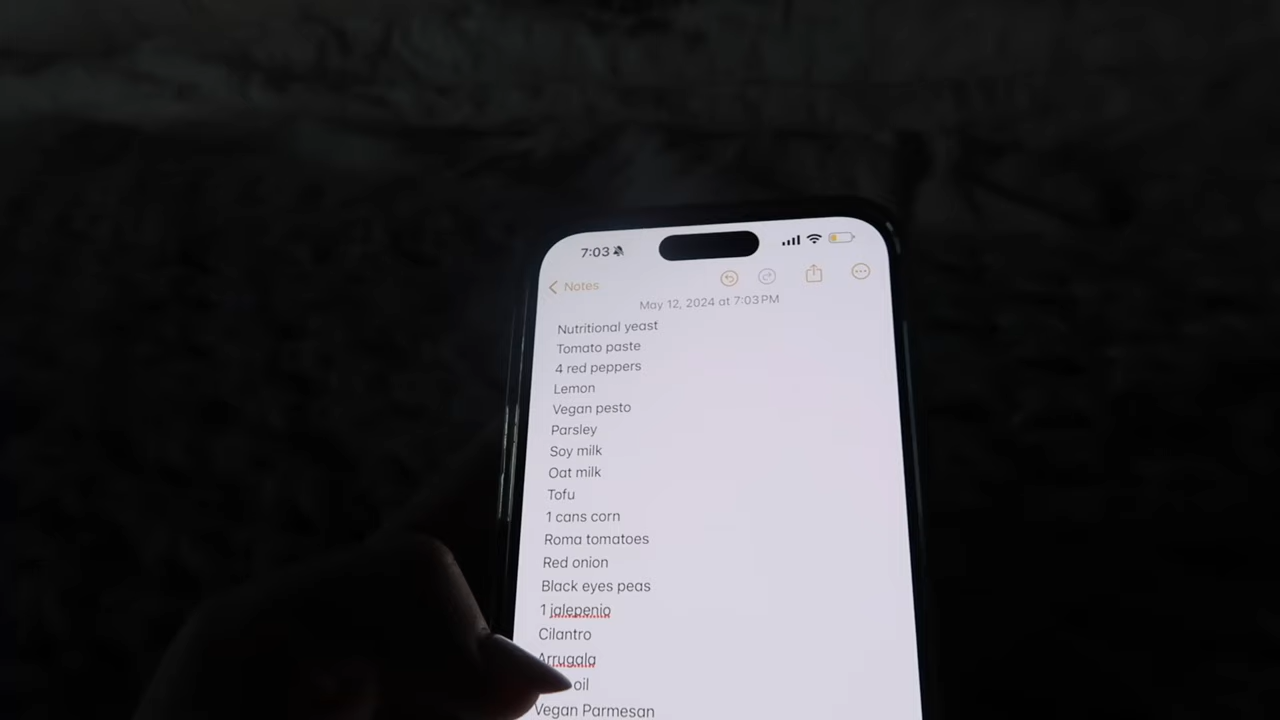 7:03
Notes
May 12, 2024 at 7:03 PM
Nutritional yeast
Tomato paste
4 red peppers
Lemon
Vegan pesto
Parsley
Soy milk
Oat milk
Tofu
1 cans corn
Roma tomatoes
Red onion
Black eyes peas
1 jalepenio
Cilantro
Arrugala
oil
Vegan Parmesan